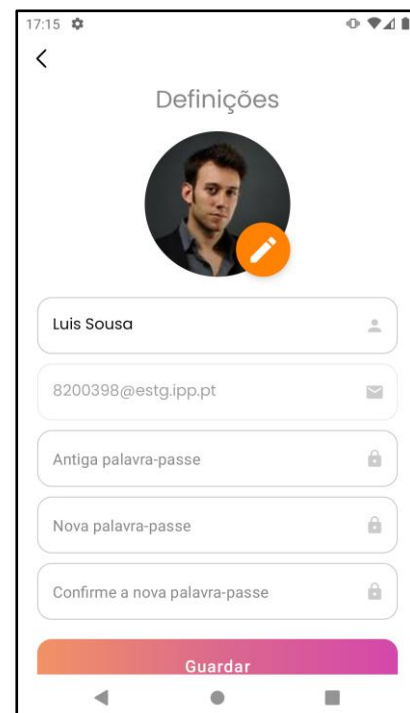 17:15
Definições
Luis Sousa
8200398@estg.ipp.pt
Antiga palavra-passe
Nova palavra-passe
Confirme a nova palavra-passe
Guardar